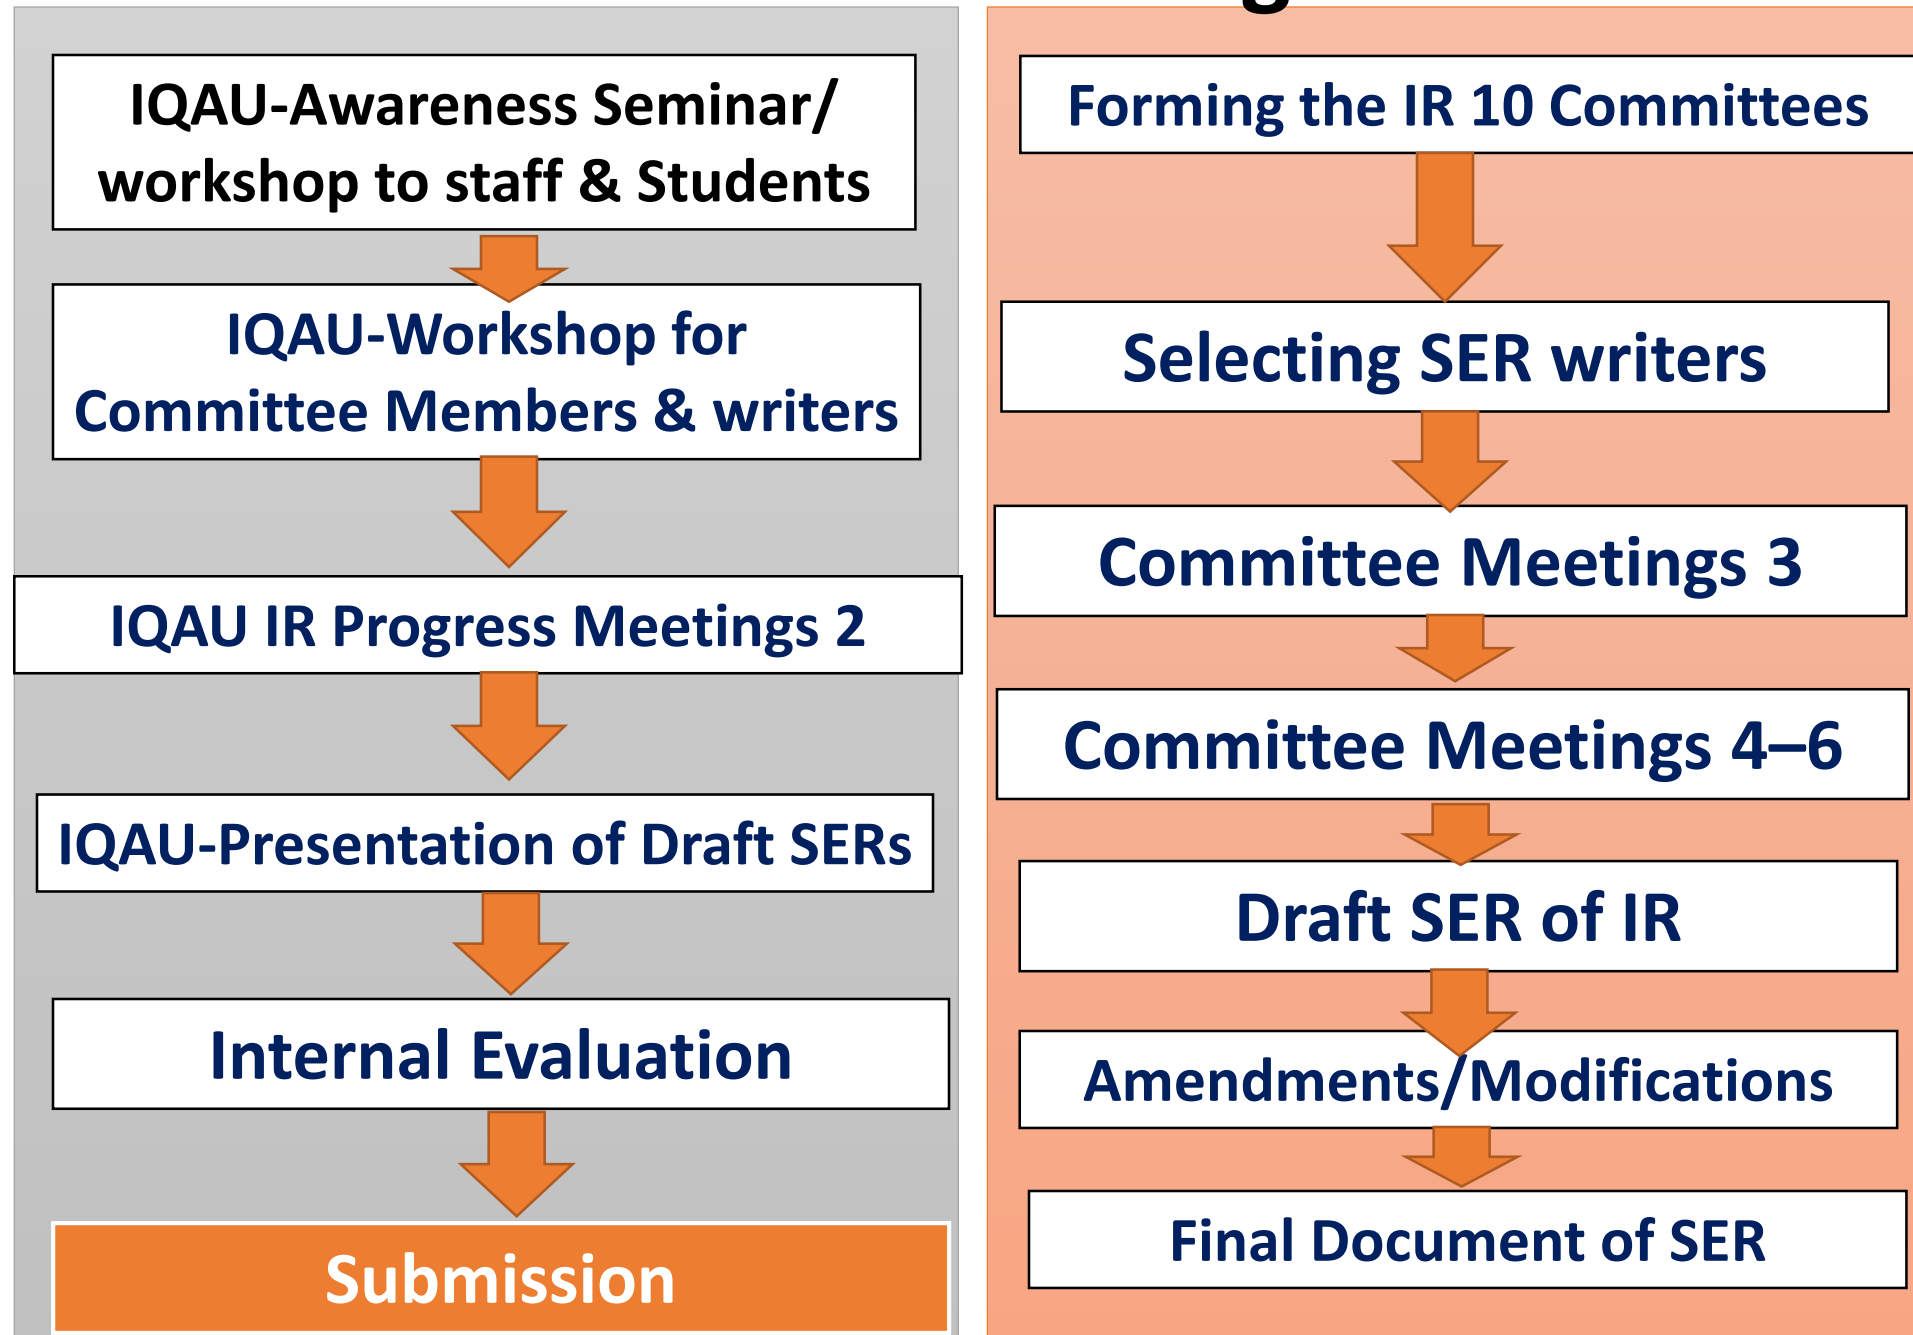 IQAU-Awareness Seminar/
workshop to staff & Students
IQAU-Workshop for
Committee Members & writers
IQAU IR Progress Meetings 2
IQAU-Presentation of Draft SERs
Internal Evaluation
Submission
Forming the IR 10 Committees
Selecting SER writers
Committee Meetings 3
Committee Meetings 4–6
Draft SER of IR
Amendments/Modifications
Final Document of SER